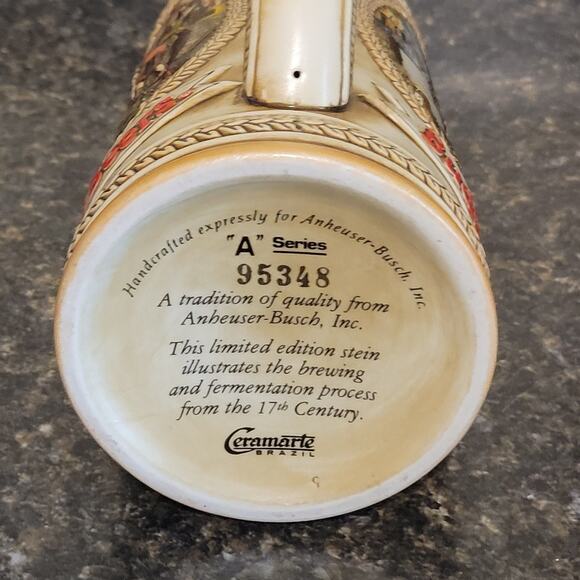 Handcrafted expressly for Anheuser-Busch, Inc.
"A" Series
95348
A tradition of quality from
Anheuser-Busch, Inc.
This limited edition stein
illustrates the brewing
and fermentation process
from the 17th Century.
Ceramarte
BRAZIL